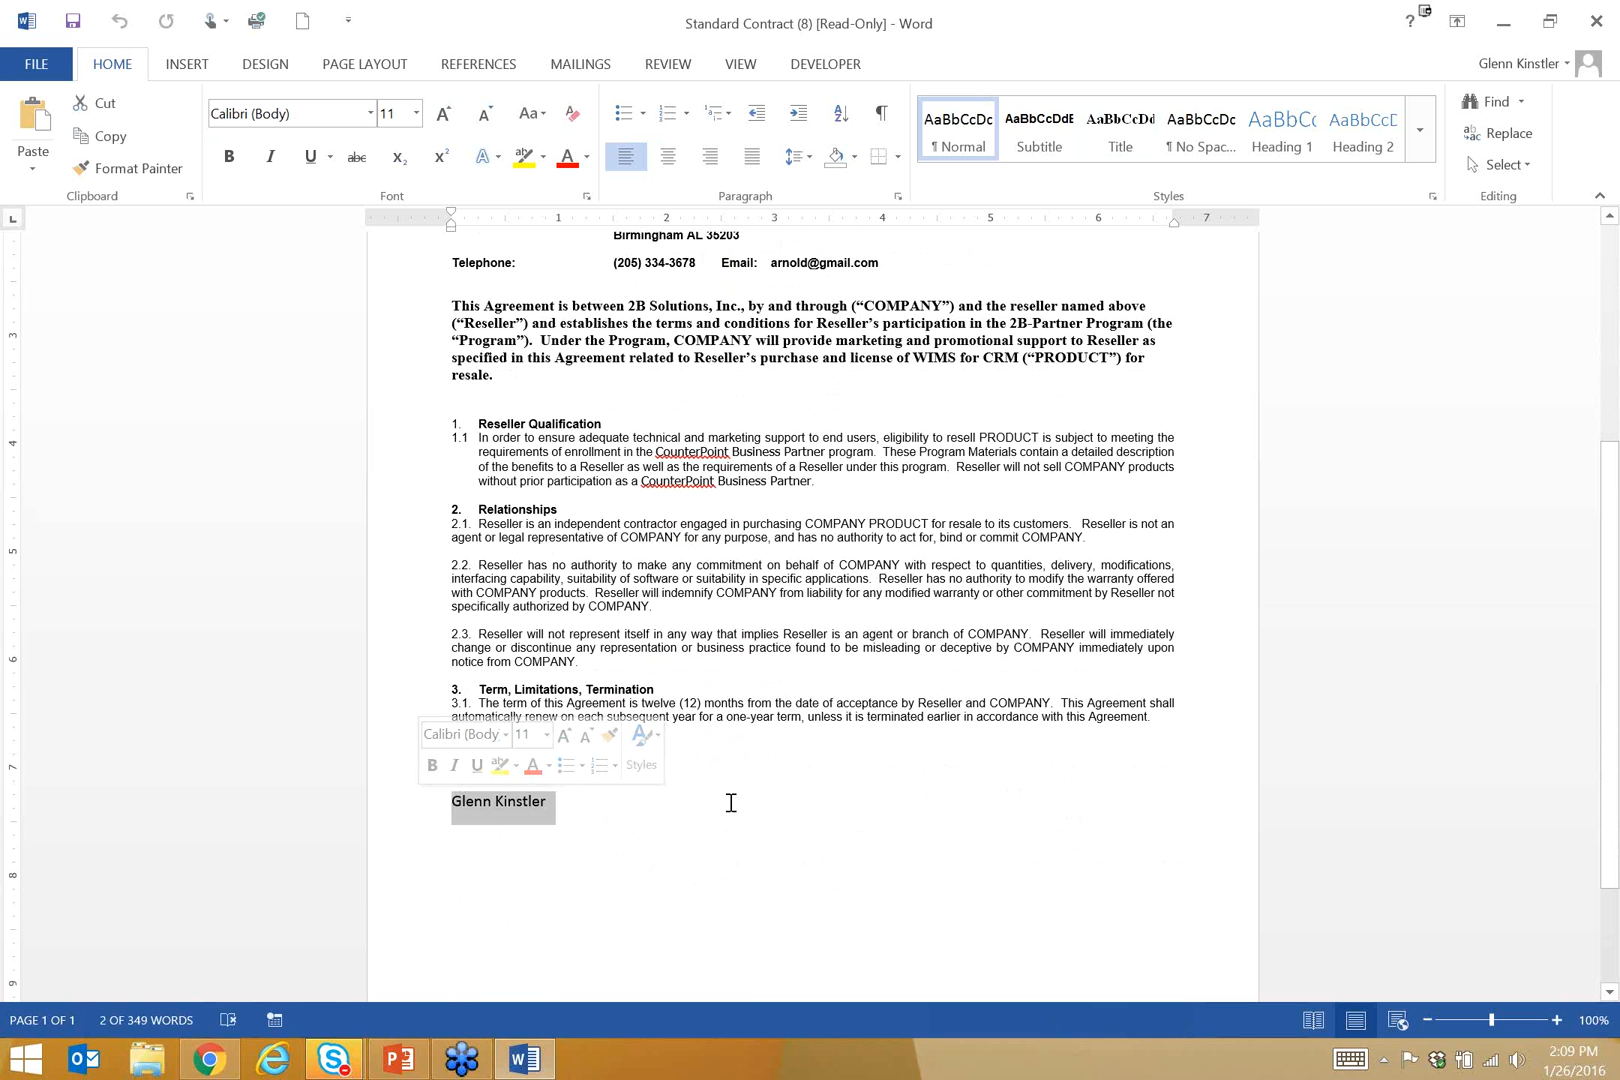 Standard Contract (8) [Read-Only] - Word
?
FILE HOME INSERT DESIGN PAGE LAYOUT REFERENCES MAILINGS REVIEW VIEW DEVELOPER Glenn Kinstler
Paste
Cut
Copy
Format Painter
Clipboard
Calibri (Body) 11
Font
Paragraph
AaBbCcDc AaBbCcDdE AaBbCcDd AaBbCcDc AaBbCc AaBbCcD
¶ Normal Subtitle Title ¶ No Spac... Heading 1 Heading 2
Styles
Find
Replace
Select
Editing
1 2 3 4 5 6 7
Birmingham AL 35203
Telephone: (205) 334-3678 Email: arnold@gmail.com
This Agreement is between 2B Solutions, Inc., by and through (“COMPANY”) and the reseller named above
(“Reseller”) and establishes the terms and conditions for Reseller’s participation in the 2B-Partner Program (the
“Program”). Under the Program, COMPANY will provide marketing and promotional support to Reseller as
specified in this Agreement related to Reseller’s purchase and license of WIMS for CRM (“PRODUCT”) for
resale.
1. Reseller Qualification
1.1 In order to ensure adequate technical and marketing support to end users, eligibility to resell PRODUCT is subject to meeting the
requirements of enrollment in the CounterPoint Business Partner program. These Program Materials contain a detailed description
of the benefits to a Reseller as well as the requirements of a Reseller under this program. Reseller will not sell COMPANY products
without prior participation as a CounterPoint Business Partner.
2. Relationships
2.1. Reseller is an independent contractor engaged in purchasing COMPANY PRODUCT for resale to its customers. Reseller is not an
agent or legal representative of COMPANY for any purpose, and has no authority to act for, bind or commit COMPANY.
2.2. Reseller has no authority to make any commitment on behalf of COMPANY with respect to quantities, delivery, modifications,
interfacing capability, suitability of software or suitability in specific applications. Reseller has no authority to modify the warranty offered
with COMPANY products. Reseller will indemnify COMPANY from liability for any modified warranty or other commitment by Reseller not
specifically authorized by COMPANY.
2.3. Reseller will not represent itself in any way that implies Reseller is an agent or branch of COMPANY. Reseller will immediately
change or discontinue any representation or business practice found to be misleading or deceptive by COMPANY immediately upon
notice from COMPANY.
3. Term, Limitations, Termination
3.1. The term of this Agreement is twelve (12) months from the date of acceptance by Reseller and COMPANY. This Agreement shall
automatically renew on each subsequent year for a one-year term, unless it is terminated earlier in accordance with this Agreement.
Calibri (Body) 11
B I U Styles
Glenn Kinstler
3
4
5
6
7
8
9
PAGE 1 OF 1 2 OF 349 WORDS 100%
2:09 PM
1/26/2016